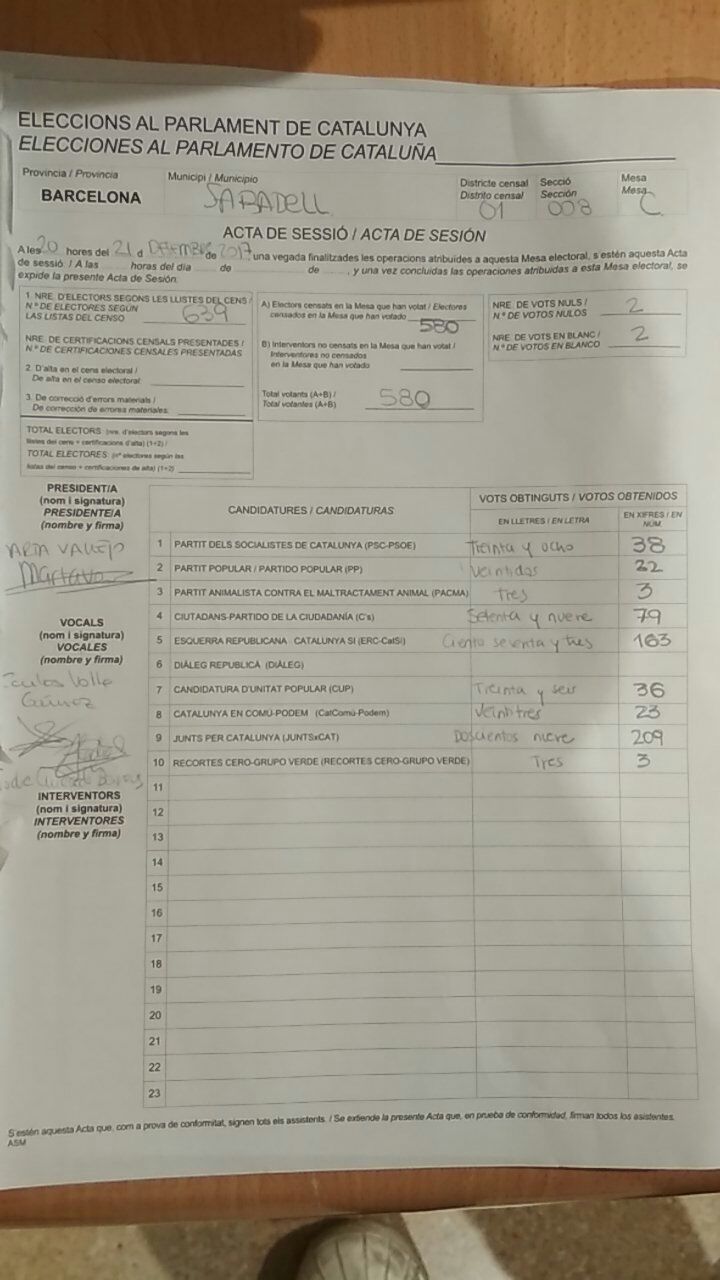 ELECCIONS AL PARLAMENT DE CATALUNYA
ELECCIONES AL PARLAMENTO DE CATALUÑA
Provincia / Provincia Municipi / Municipio Districte censal Secció Mesa
Distrito censal Sección Mesa
BARCELONA SABADELL 01 008 C
ACTA DE SESSIÓ / ACTA DE SESIÓN
A les 20 hores del 21 d DESEMBRE de 2017 una vegada finalitzades les operacions atribuides a aquesta Mesa electoral, s'estén aquesta Acta
de sessió. / A las ...... horas del día ...... de ...... de ......, y una vez concluidas las operaciones atribuidas a esta Mesa electoral, se
expide la presente Acta de Sesión.
1. NRE. D'ELECTORS SEGONS LES LLISTES DEL CENS /
N.º DE ELECTORES SEGÚN
LAS LISTAS DEL CENSO 639
NRE. DE CERTIFICACIONS CENSALS PRESENTADES /
N.º DE CERTIFICACIONES CENSALES PRESENTADAS
2. D'alta en el cens electoral /
De alta en el censo electoral:
3. De correcció d'errors materials /
De corrección de errores materiales:
TOTAL ELECTORS: (nre. d'electors segons les
llistes del cens + certificacions d'alta) (1+2) /
TOTAL ELECTORES: (nº electores según las
listas del censo + certificaciones de alta) (1+2)
A) Electors censats en la Mesa que han votat / Electores
censados en la Mesa que han votado 580
B) Interventors no censats en la Mesa que han votat /
Interventores no censados
en la Mesa que han votado
Total votants (A+B) /
Total votantes (A+B) 580
NRE. DE VOTS NULS /
N.º DE VOTOS NULOS 2
NRE. DE VOTS EN BLANC /
N.º DE VOTOS EN BLANCO 2
PRESIDENT/A
(nom i signatura)
PRESIDENTE/A
(nombre y firma)
ARTA VALLEJO
VOCALS
(nom i signatura)
VOCALES
(nombre y firma)
INTERVENTORS
(nom i signatura)
INTERVENTORES
(nombre y firma)
CANDIDATURES / CANDIDATURAS VOTS OBTINGUTS / VOTOS OBTENIDOS
EN LLETRES / EN LETRA EN XIFRES / EN NÚM.
1 PARTIT DELS SOCIALISTES DE CATALUNYA (PSC-PSOE) Treinta y ocho 38
2 PARTIT POPULAR / PARTIDO POPULAR (PP) Veintidos 22
3 PARTIT ANIMALISTA CONTRA EL MALTRACTAMENT ANIMAL (PACMA) Tres 3
4 CIUTADANS-PARTIDO DE LA CIUDADANÍA (C's) Setenta y nueve 79
5 ESQUERRA REPUBLICANA - CATALUNYA SÍ (ERC-CatSí) Ciento sesenta y tres 163
6 DIÀLEG REPUBLICÀ (DIÀLEG)
7 CANDIDATURA D'UNITAT POPULAR (CUP) Treinta y seis 36
8 CATALUNYA EN COMÚ-PODEM (CatComú-Podem) Veintitres 23
9 JUNTS PER CATALUNYA (JUNTSxCAT) Doscientos nueve 209
10 RECORTES CERO-GRUPO VERDE (RECORTES CERO-GRUPO VERDE) Tres 3
11
12
13
14
15
16
17
18
19
20
21
22
23
S'estén aquesta Acta que, com a prova de conformitat, signen tots els assistents. / Se extiende la presente Acta que, en prueba de conformidad, firman todos los asistentes.
ASM